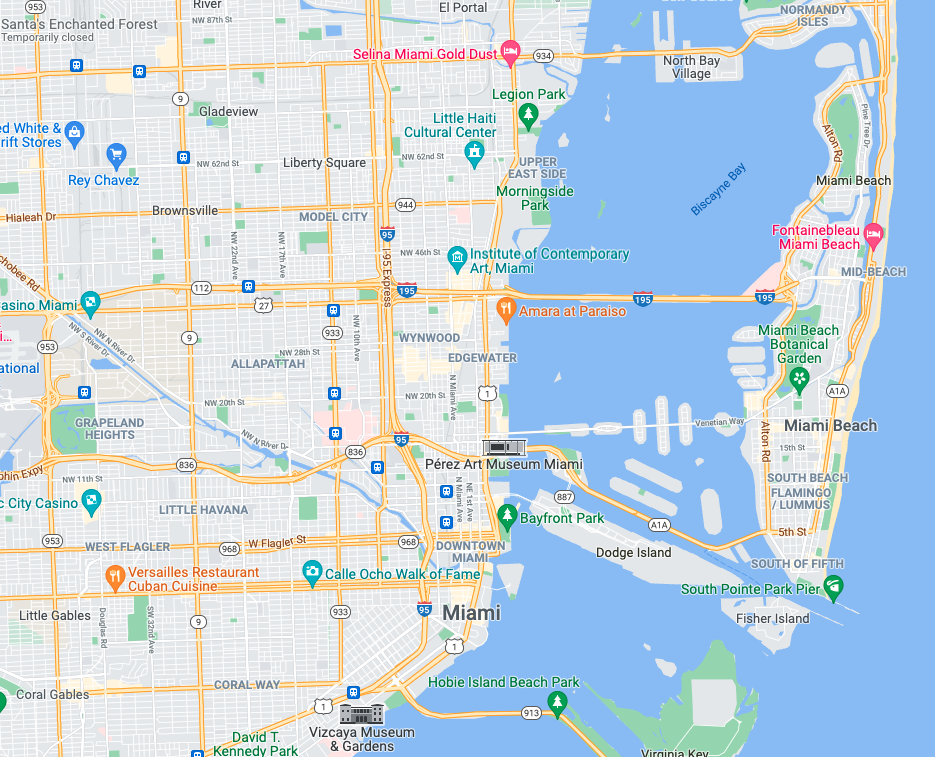 953
Santa's Enchanted Forest
Temporarily closed
River
El Portal
NORMANDY
ISLES
NW 87th St
Selina Miami Gold Dust
934
North Bay
Village
9
Gladeview
Legion Park
Little Haiti
Cultural Center
Pine Tree Dr
Alton Rd
ed White &
rift Stores
Rey Chavez
NW 62nd St
Liberty Square
NW 62nd St
UPPER
EAST SIDE
Biscayne Bay
Miami Beach
Morningside
Park
Hialeah Dr
Brownsville
944
MODEL CITY
95
NW 22nd Ave
NW 17th Ave
I-95 Express
NW 46th St
Institute of Contemporary
Art, Miami
Fontainebleau
Miami Beach
MID-BEACH
chobee Rd
112
195
195
195
27
Casino Miami
Amara at Paraiso
953
NW S River Dr
NW N River Dr
9
933
NW 10th Ave
WYNWOOD
Miami Beach
Botanical
Garden
i...
NW 28th St
EDGEWATER
ALLAPATTAH
ational
NW 20th St
NW 20th St
N Miami Ave
1
A1A
GRAPELAND
HEIGHTS
NW N River Dr
95
Venetian Way
Alton Rd
Miami Beach
836
15th St
phin Expy
836
Pérez Art Museum Miami
NW 11th St
SOUTH BEACH
FLAMINGO
/ LUMMUS
c City Casino
N Miami Ave
NE 1st Ave
887
LITTLE HAVANA
Bayfront Park
A1A
5th St
953
WEST FLAGLER
968
W Flagler St
968
DOWNTOWN
MIAMI
Dodge Island
SOUTH OF FIFTH
Versailles Restaurant
Cuban Cuisine
Calle Ocho Walk of Fame
South Pointe Park Pier
Little Gables
Douglas Rd
SW 32nd Ave
9
933
95
Miami
Fisher Island
1
Coral Gables
CORAL WAY
Hobie Island Beach Park
1
913
Vizcaya Museum
& Gardens
David T.
Kennedy Park
Virginia Key